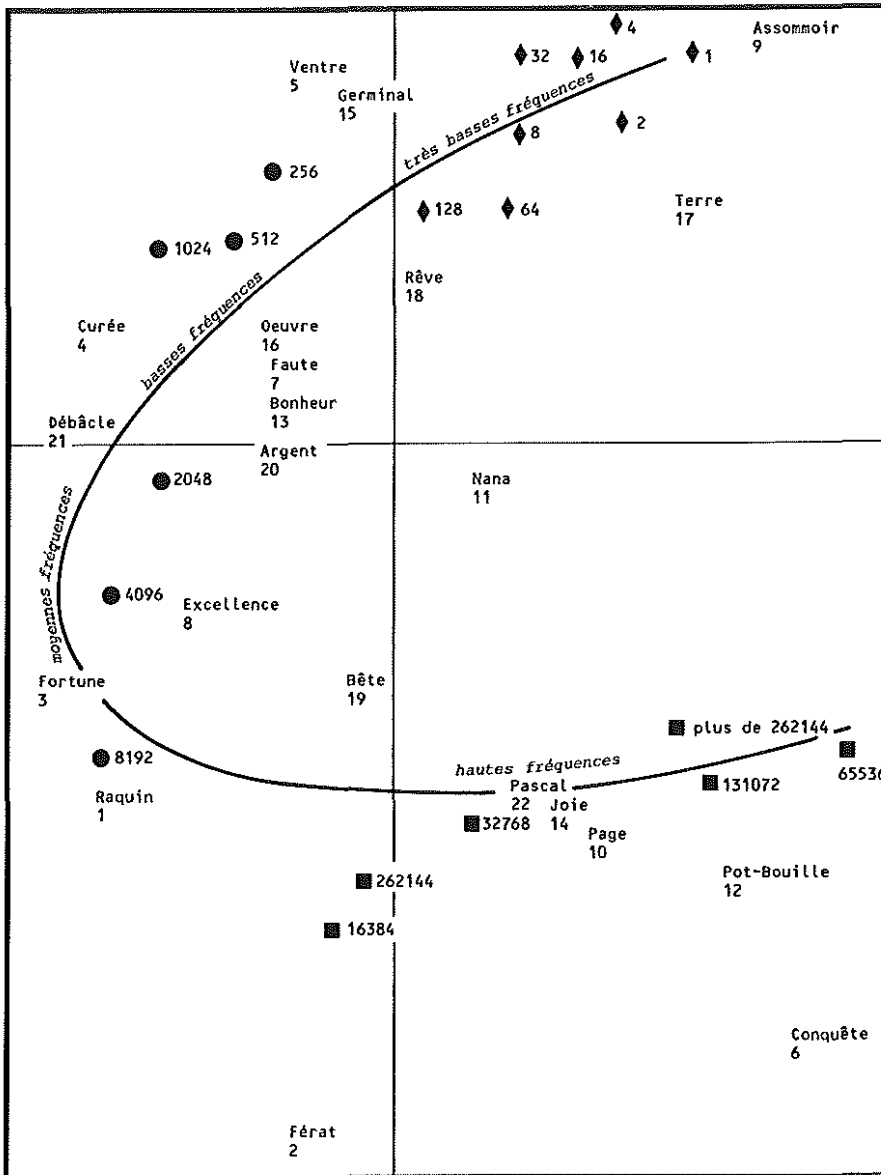 4
Assommoir
9
32
16
1
Ventre
5
Germinal
15
très basses fréquences
8
2
256
128
64
Terre
17
1024
512
Rêve
18
basses fréquences
Curée
4
Oeuvre
16
Faute
7
Bonheur
13
Débâcle
21
Argent
20
2048
Nana
11
moyennes fréquences
4096
Excellence
8
Fortune
3
Bête
19
plus de 262144
8192
hautes fréquences
65536
131072
Raquin
1
Pascal
22
Joie
14
32768
Page
10
262144
Pot-Bouille
12
16384
Conquête
6
Férat
2